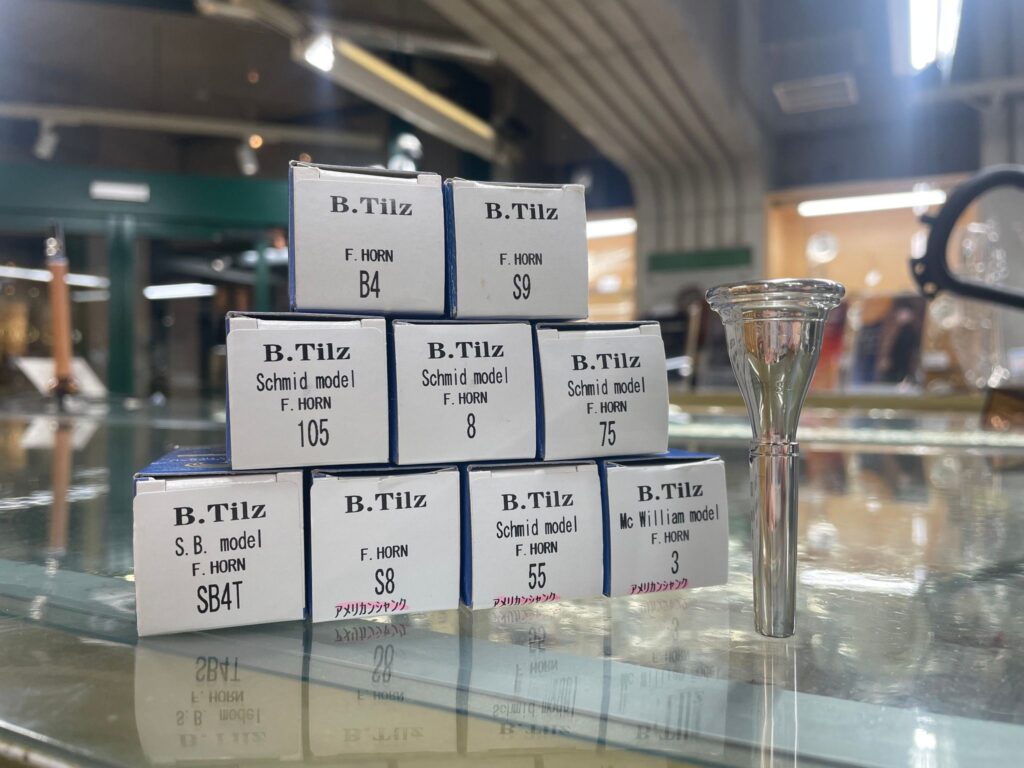 B.Tilz
F. HORN
B4
B.Tilz
F. HORN
S9
B.Tilz
Schmid model
F. HORN
105
B.Tilz
Schmid model
F. HORN
8
B.Tilz
Schmid model
F. HORN
75
B.Tilz
S.B. model
F. HORN
SB4T
B.Tilz
F. HORN
S8
アメリカンシャンク
B.Tilz
Schmid model
F. HORN
55
アメリカンシャンク
B.Tilz
Mc William model
F. HORN
3
アメリカンシャンク